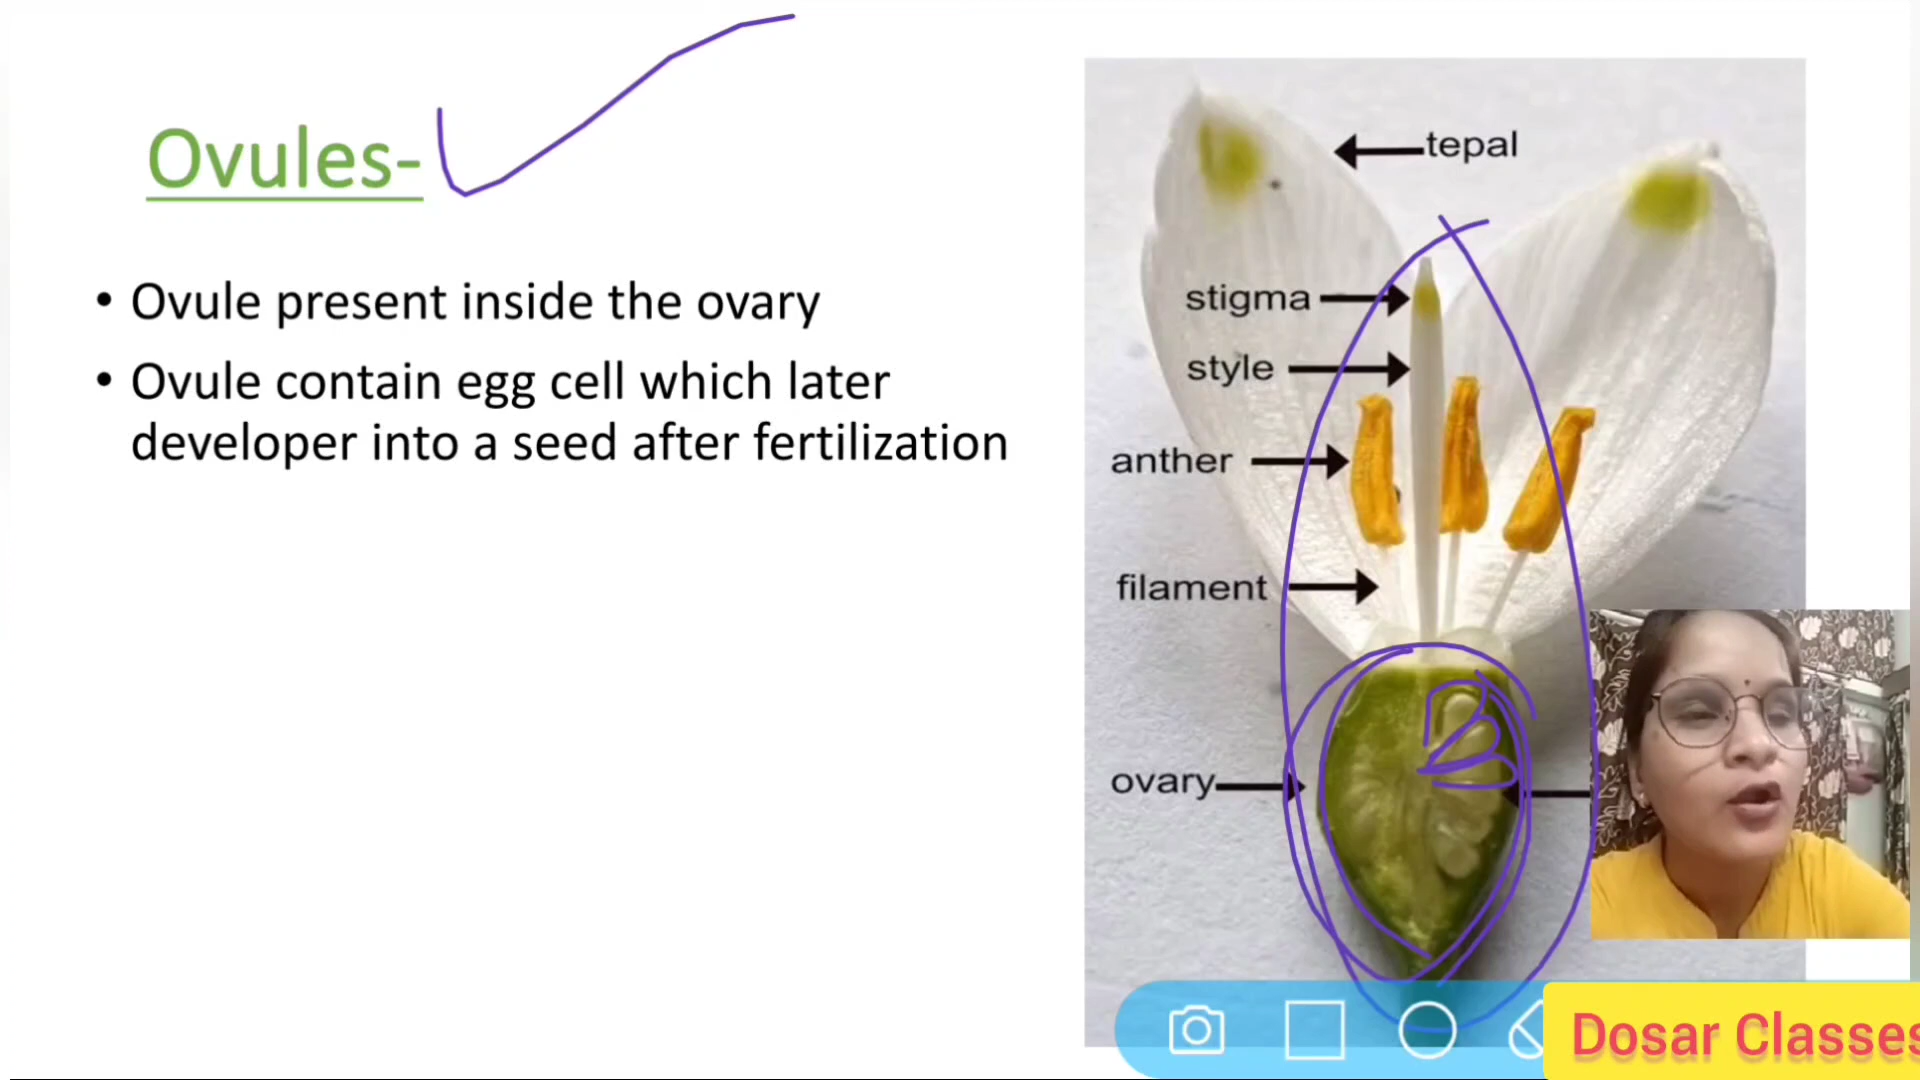 Ovules-
• Ovule present inside the ovary
• Ovule contain egg cell which later
developer into a seed after fertilization
tepal
stigma
style
anther
filament
ovary
Dosar Classes